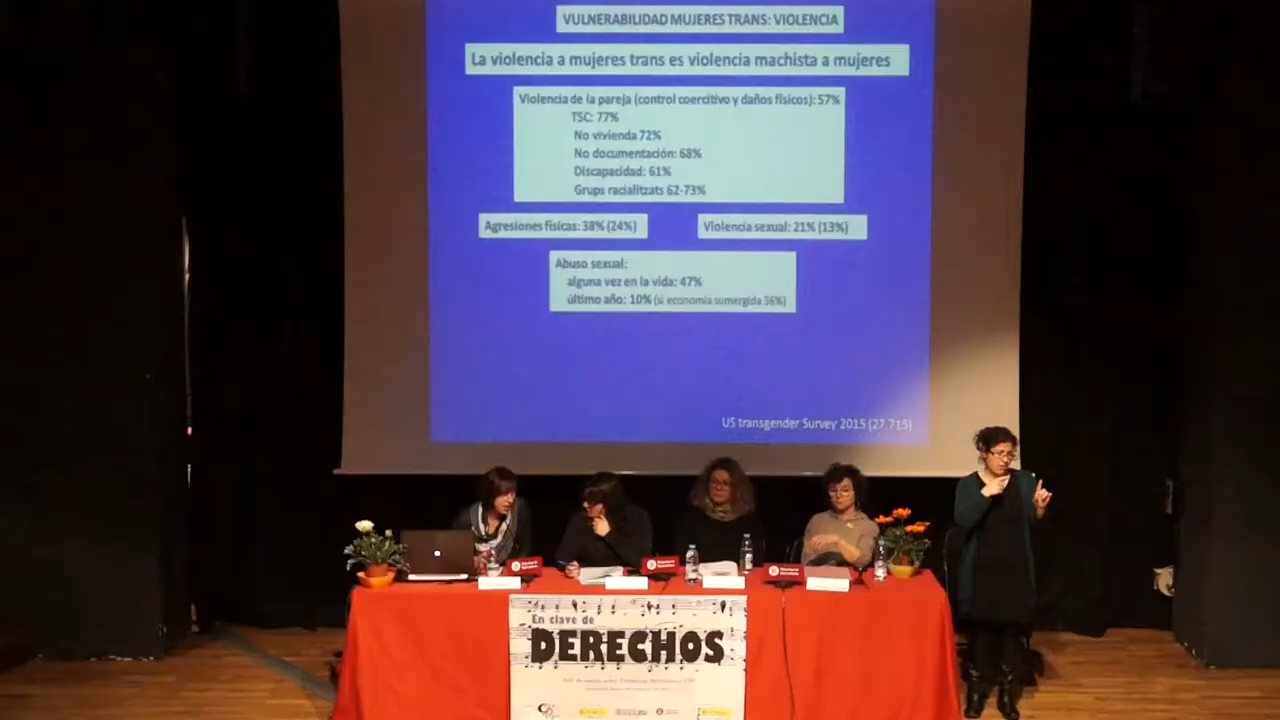 VULNERABILIDAD MUJERES TRANS: VIOLENCIA
La violencia a mujeres trans es violencia machista a mujeres
Violencia de la pareja (control coercitivo y daños físicos): 57%
TSC: 77%
No vivienda 72%
No documentación: 68%
Discapacidad: 61%
Grups racialitzats 62-73%
Agresiones físicas: 38% (24%)
Violencia sexual: 21% (13%)
Abuso sexual:
alguna vez en la vida: 47%
último año: 10% (si economía sumergida 36%)
US transgender Survey 2015 (27.715)
En clave de
DERECHOS